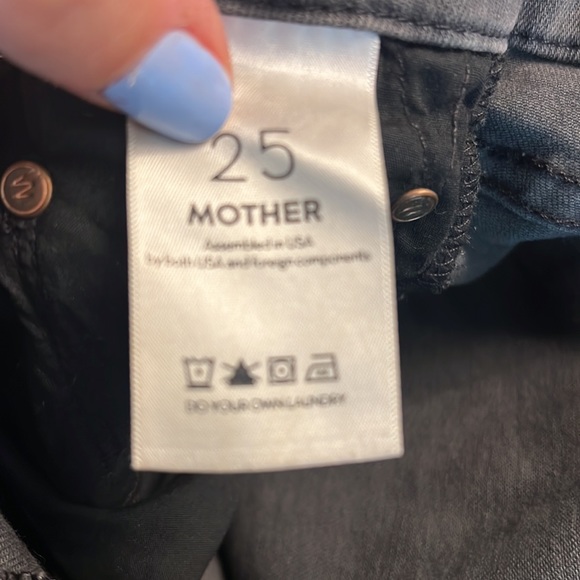 25
MOTHER
Assembled in USA
by both USA and foreign components
DO YOUR OWN LAUNDRY